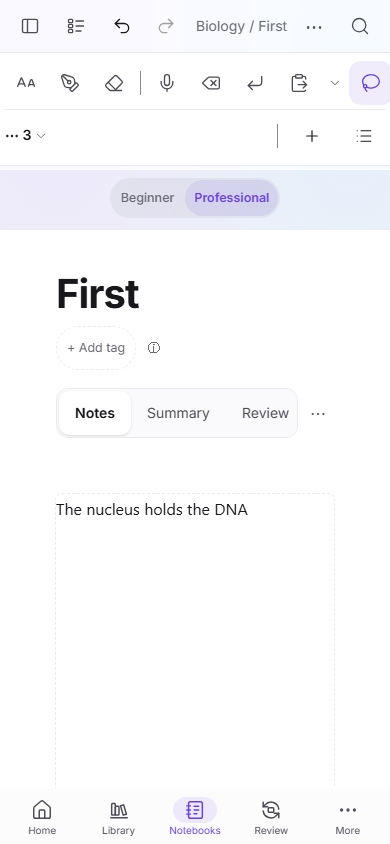 Biology / First
3
Beginner
Professional
First
+ Add tag
Notes
Summary
Review
The nucleus holds the DNA
Home
Library
Notebooks
Review
More